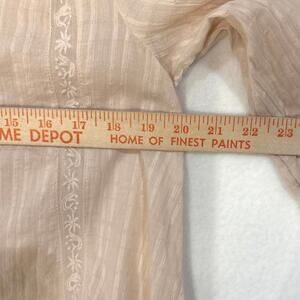 15 16 17 18 19 20 21 22 23
ME DEPOT HOME OF FINEST PAINTS